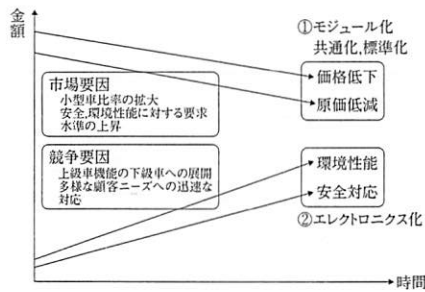 金額
①モジュール化
共通化,標準化
価格低下
原価低減
市場要因
小型車比率の拡大
安全,環境性能に対する要求
水準の上昇
競争要因
上級車機能の下級車への展開
多様な顧客ニーズへの迅速な
対応
環境性能
安全対応
②エレクトロニクス化
時間